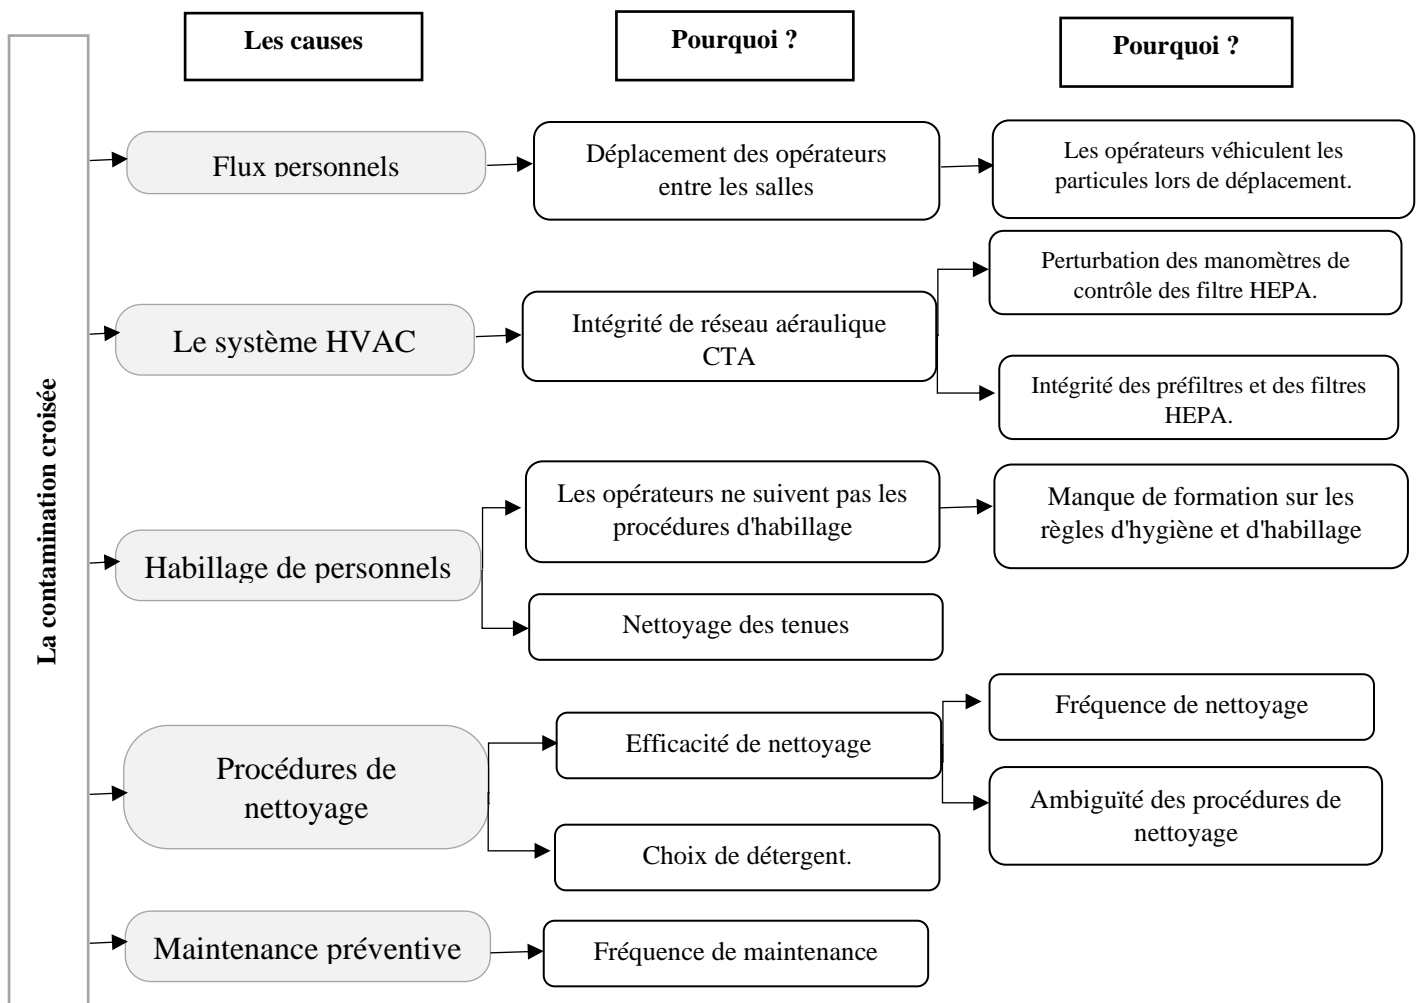 Les causes
Pourquoi ?
Pourquoi ?
La contamination croisée
Flux personnels
Déplacement des opérateurs
entre les salles
Les opérateurs véhiculent les
particules lors de déplacement.
Le système HVAC
Intégrité de réseau aéraulique
CTA
Perturbation des manomètres de
contrôle des filtre HEPA.
Intégrité des préfiltres et des filtres
HEPA.
Habillage de personnels
Les opérateurs ne suivent pas les
procédures d'habillage
Manque de formation sur les
règles d'hygiène et d'habillage
Nettoyage des tenues
Procédures de
nettoyage
Efficacité de nettoyage
Fréquence de nettoyage
Ambiguïté des procédures de
nettoyage
Choix de détergent.
Maintenance préventive
Fréquence de maintenance